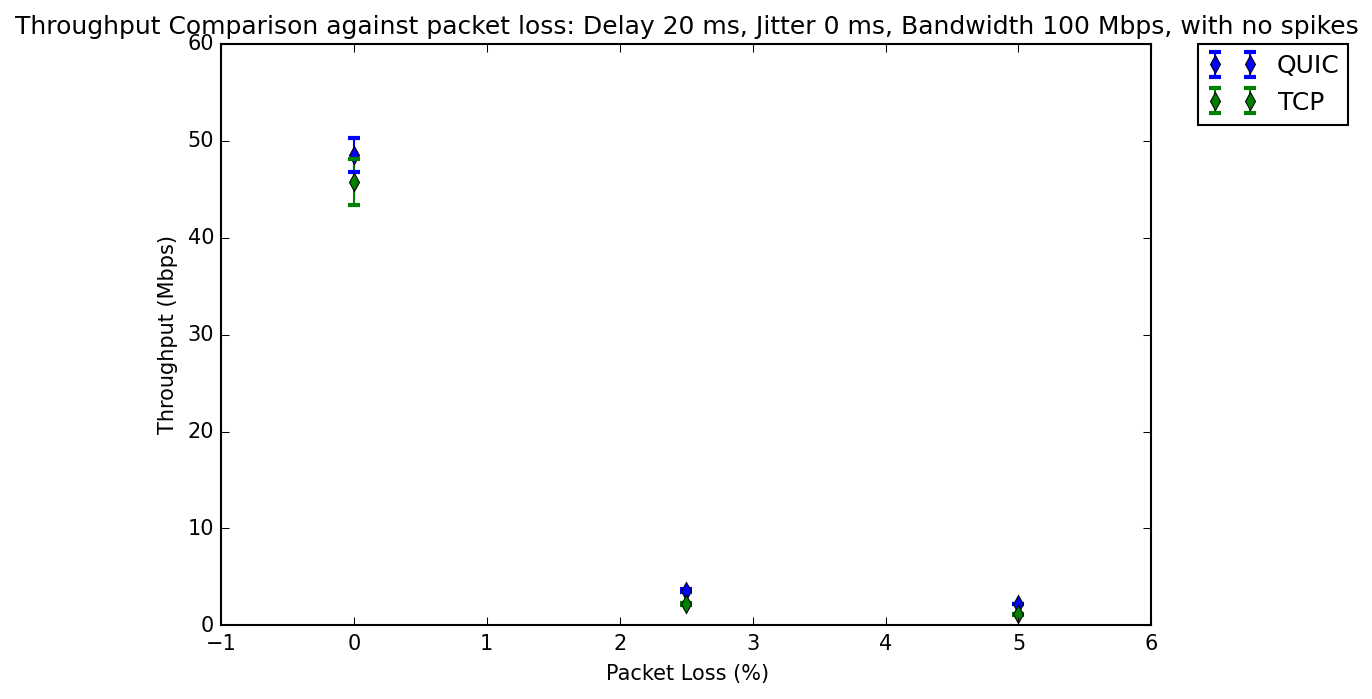 Throughput Comparison against packet loss: Delay 20 ms, Jitter 0 ms, Bandwidth 100 Mbps, with no spikes
QUIC
TCP
Throughput (Mbps)
60
50
40
30
20
10
0
−1 0 1 2 3 4 5 6
Packet Loss (%)